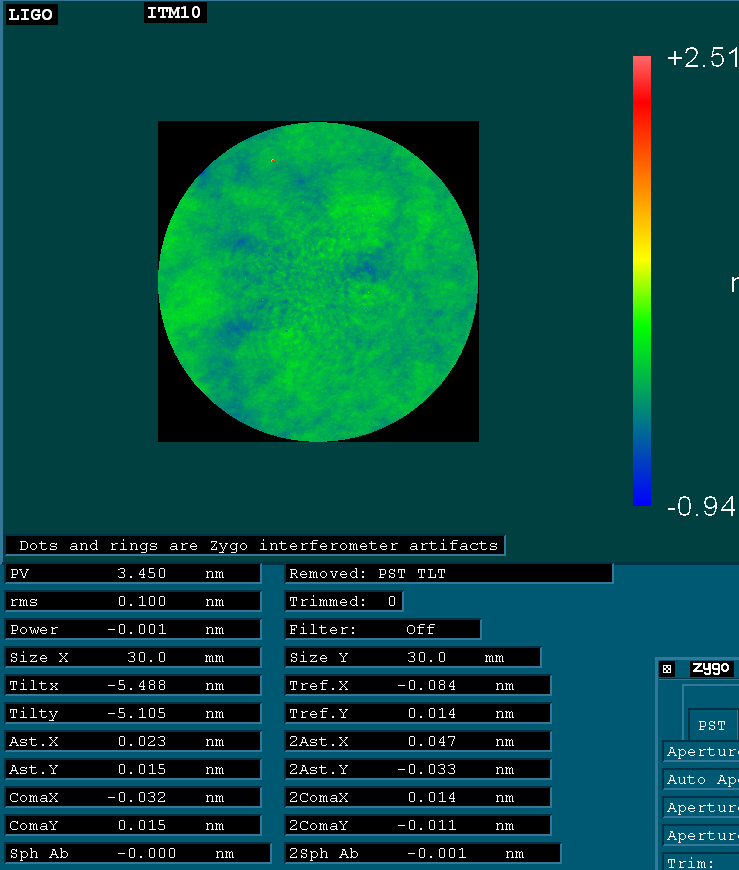 LIGO
ITM10
+2.51
-0.94
Dots and rings are Zygo interferometer artifacts
PV 3.450 nm
Removed: PST TLT
rms 0.100 nm
Trimmed: 0
Power -0.001 nm
Filter: Off
Size X 30.0 mm
Size Y 30.0 mm
Tiltx -5.488 nm
Tref.X -0.084 nm
Tilty -5.105 nm
Tref.Y 0.014 nm
Ast.X 0.023 nm
2Ast.X 0.047 nm
Ast.Y 0.015 nm
2Ast.Y -0.033 nm
ComaX -0.032 nm
2ComaX 0.014 nm
ComaY 0.015 nm
2ComaY -0.011 nm
Sph Ab -0.000 nm
2Sph Ab -0.001 nm
zygo
PST
Aperture
Auto Ap
Aperture
Aperture
Trim: